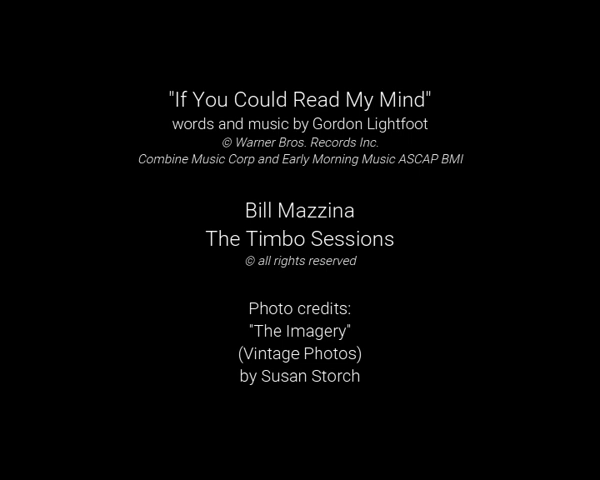 "If You Could Read My Mind"
words and music by Gordon Lightfoot
© Warner Bros. Records Inc.
Combine Music Corp and Early Morning Music ASCAP BMI
Bill Mazzina
The Timbo Sessions
© all rights reserved
Photo credits:
"The Imagery"
(Vintage Photos)
by Susan Storch